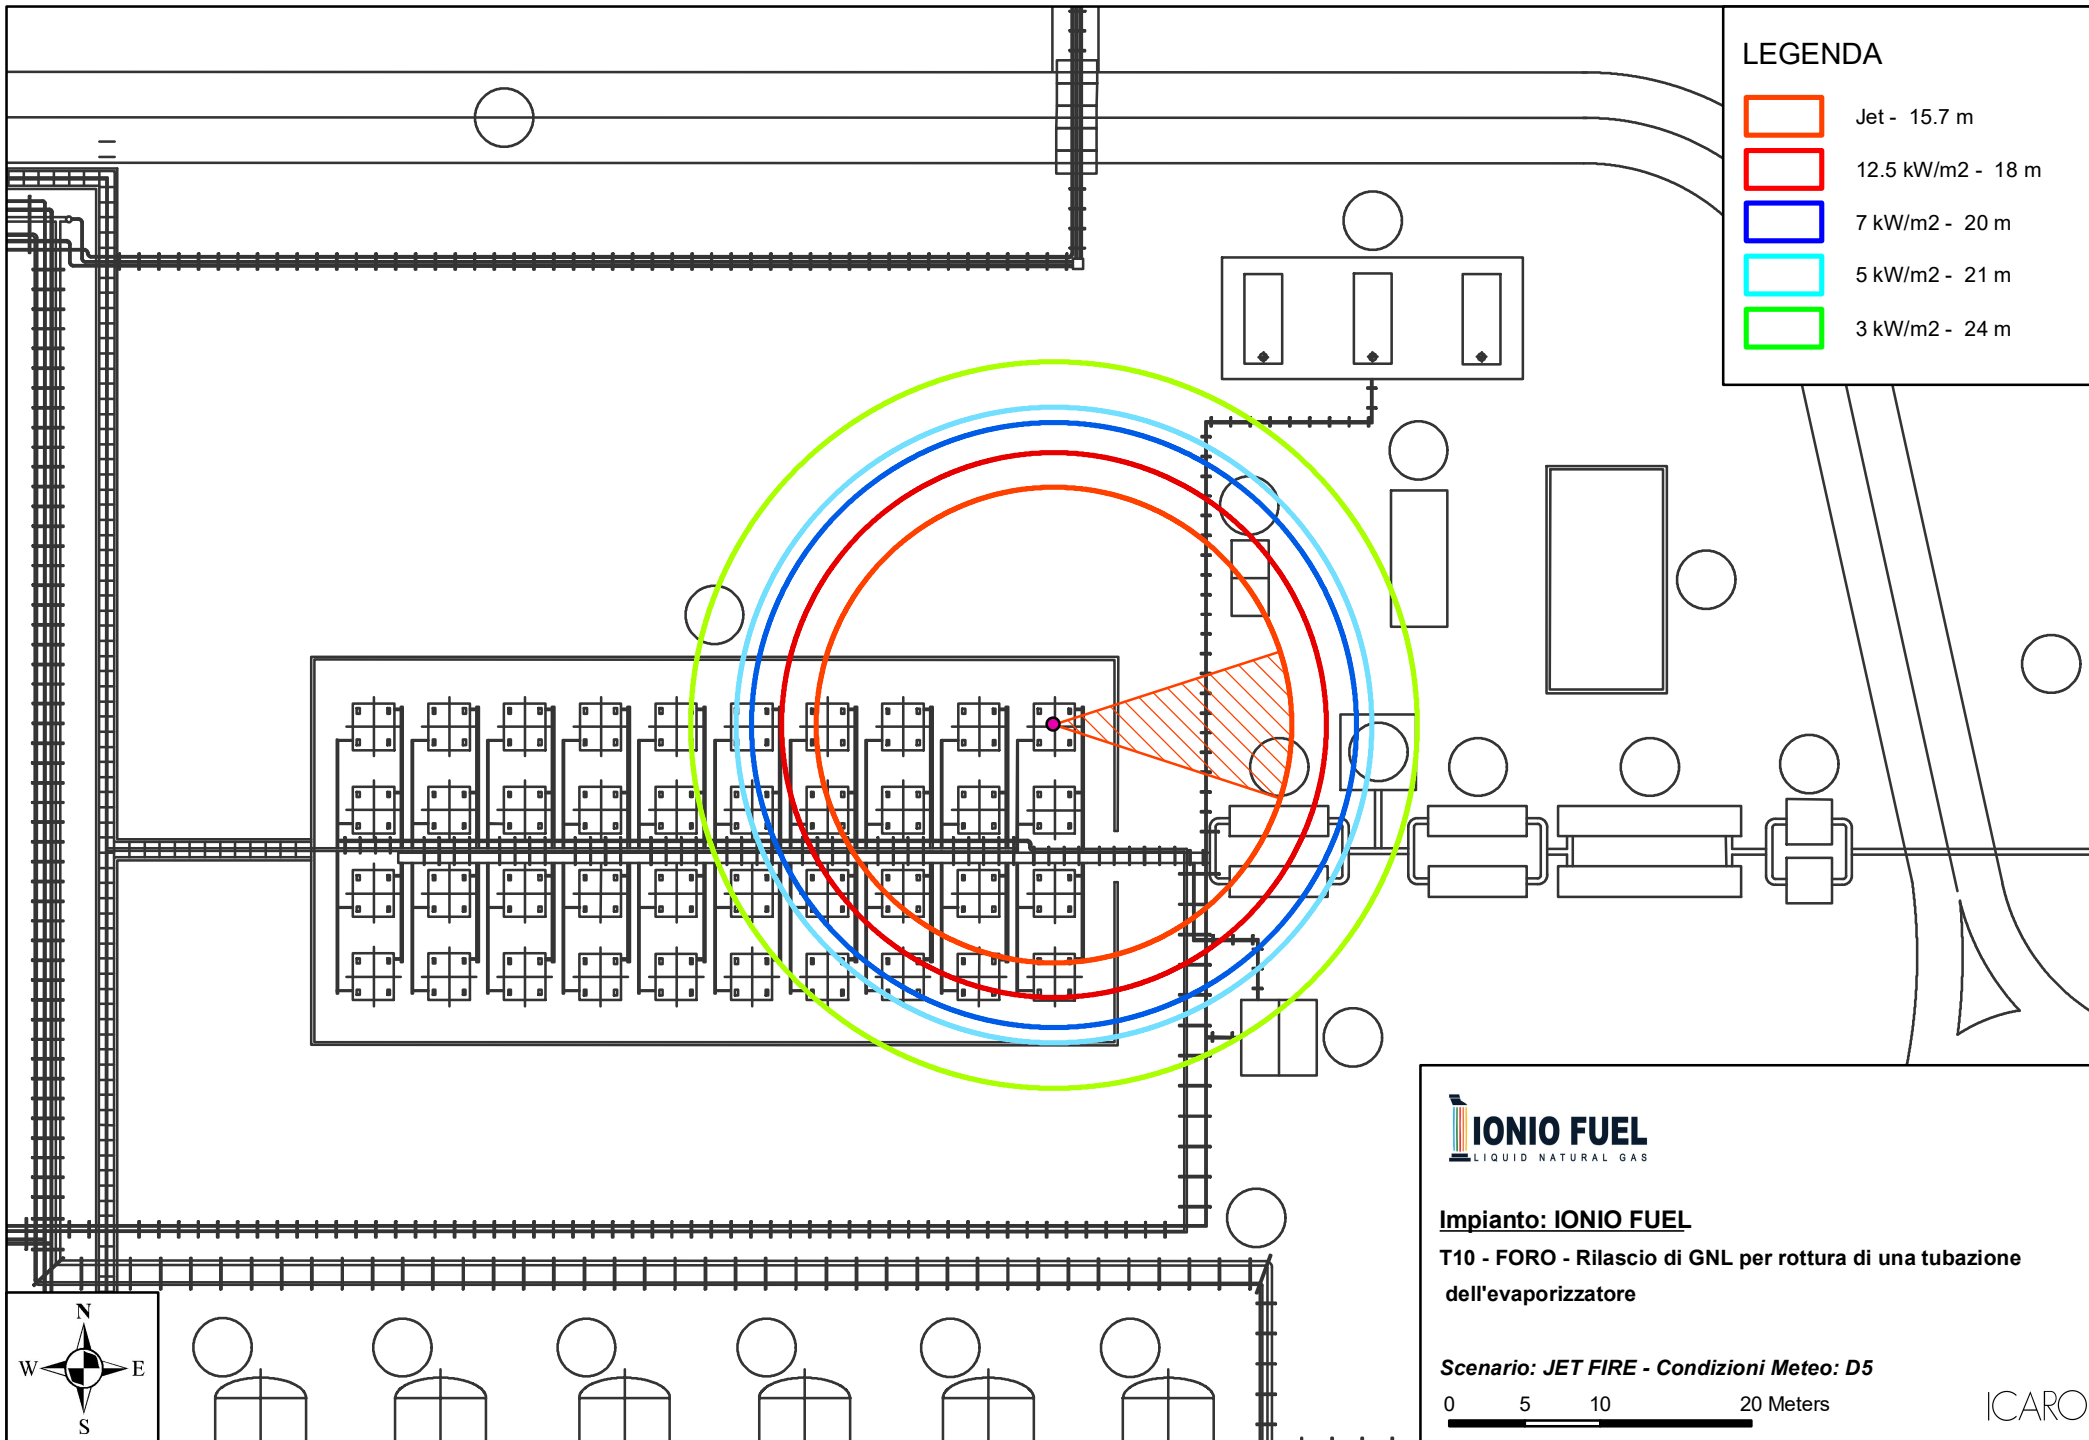 LEGENDA
Jet - 15.7 m
12.5 kW/m2 - 18 m
7 kW/m2 - 20 m
5 kW/m2 - 21 m
3 kW/m2 - 24 m
IONIO FUEL
LIQUID NATURAL GAS
Impianto: IONIO FUEL
T10 - FORO - Rilascio di GNL per rottura di una tubazione
dell'evaporizzatore
Scenario: JET FIRE - Condizioni Meteo: D5
0 5 10 20 Meters
ICARO
N
W E
S